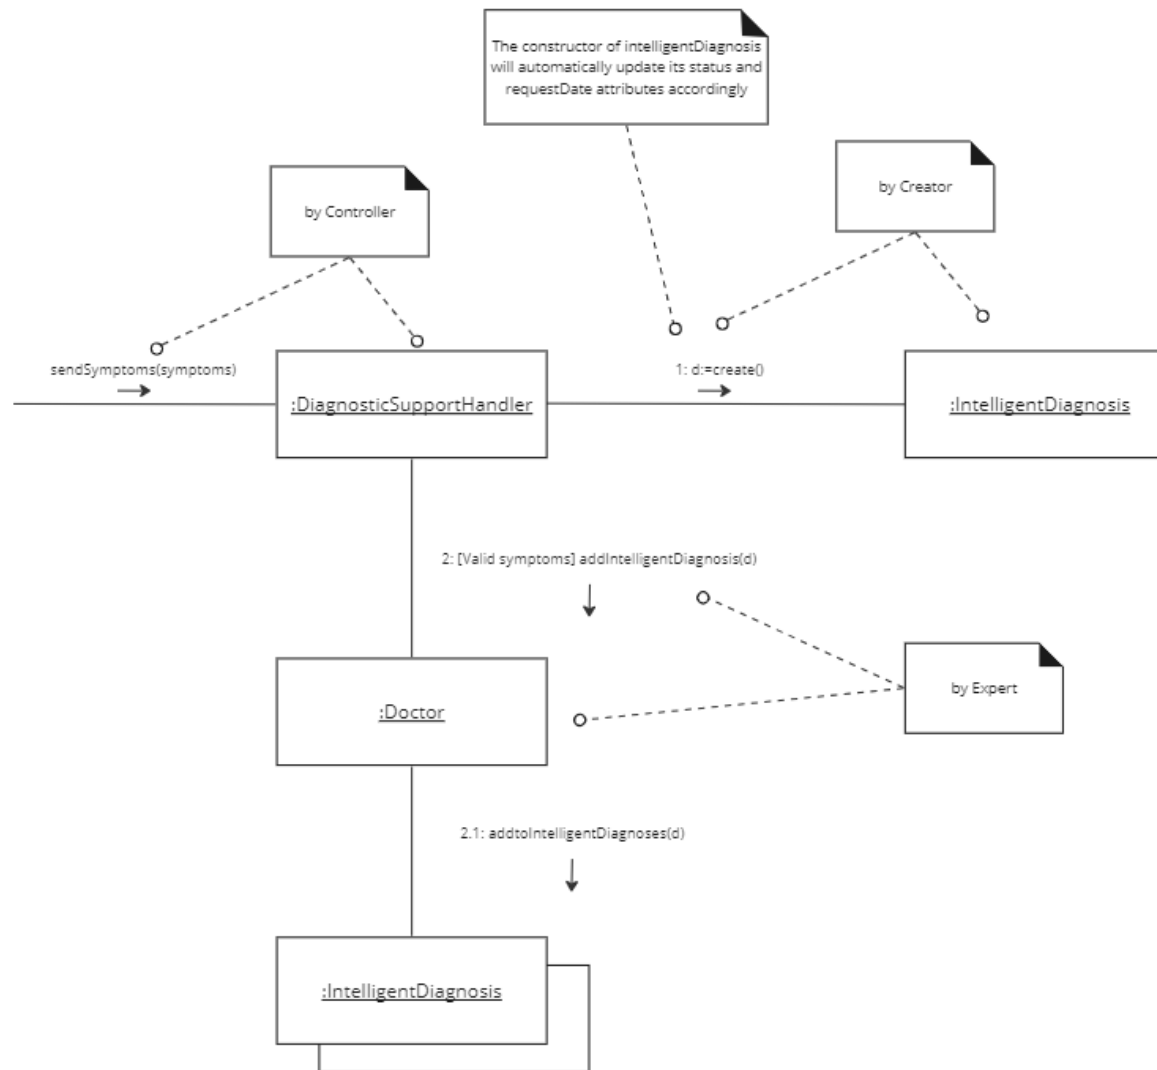 The constructor of intelligentDiagnosis
will automatically update its status and
requestDate attributes accordingly
by Creator
by Controller
sendSymptoms(symptoms)
1: d:=create()
:DiagnosticSupportHandler
:IntelligentDiagnosis
2: [Valid symptoms] addIntelligentDiagnosis(d)
by Expert
:Doctor
2.1: addtoIntelligentDiagnoses(d)
:IntelligentDiagnosis